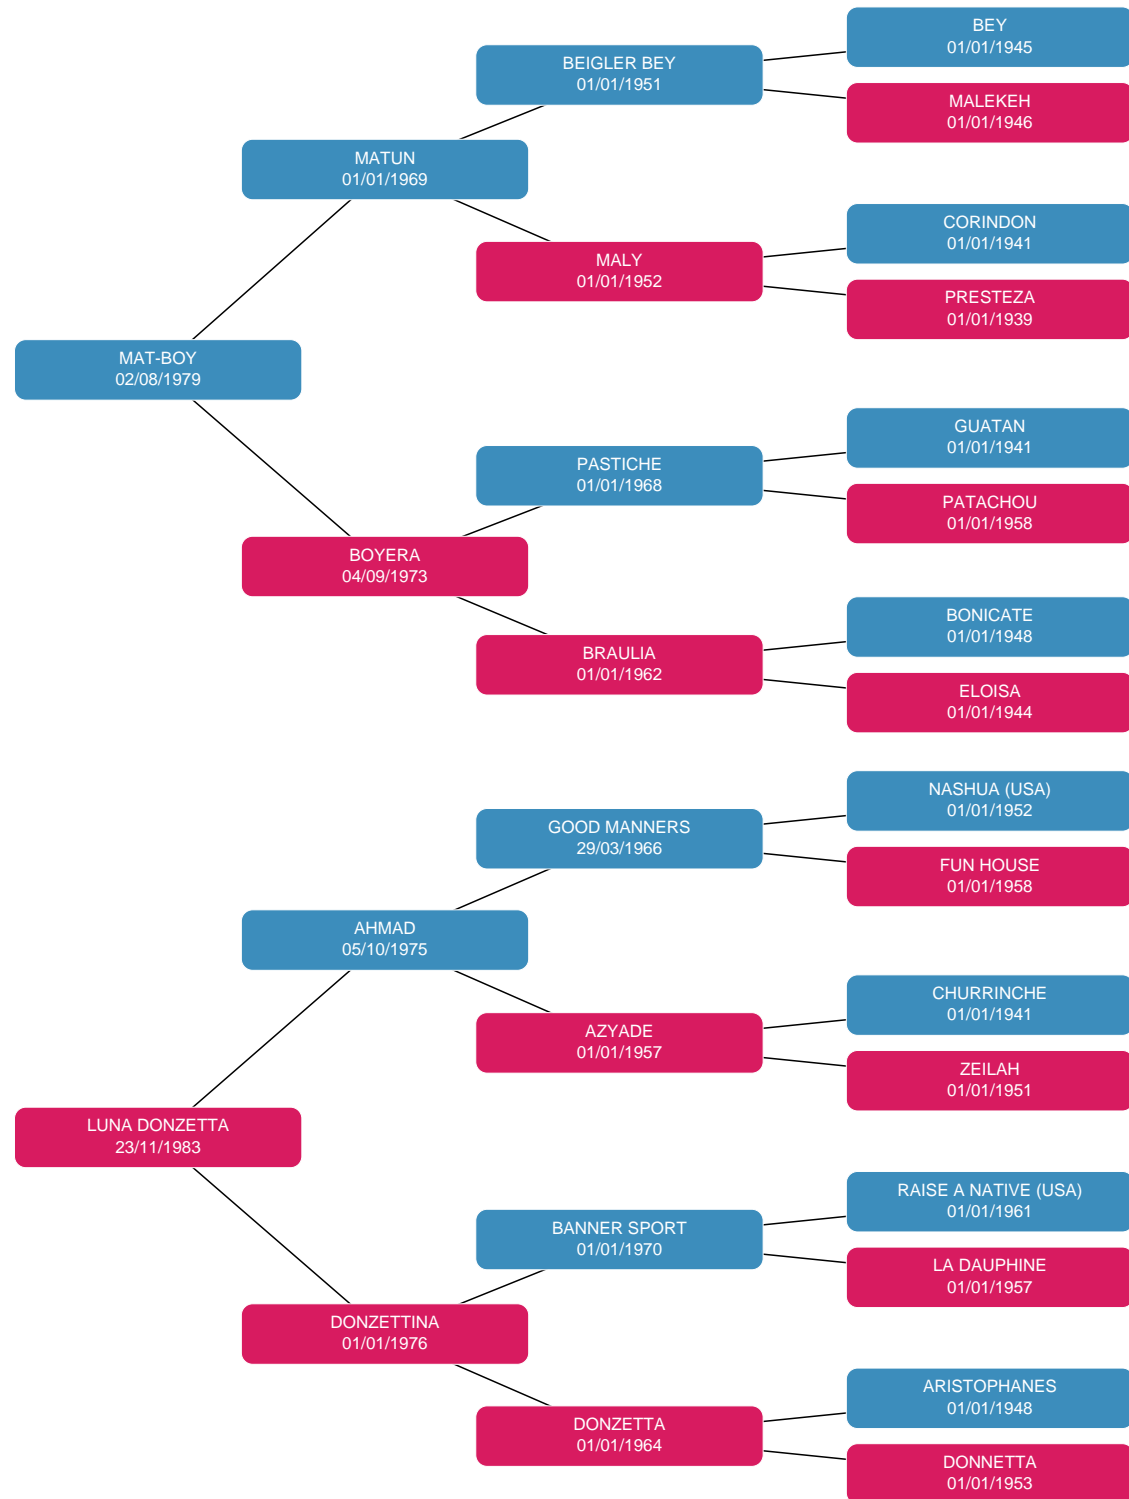 BEY
01/01/1945
BEIGLER BEY
01/01/1951
MALEKEH
01/01/1946
MATUN
01/01/1969
CORINDON
01/01/1941
MALY
01/01/1952
PRESTEZA
01/01/1939
MAT-BOY
02/08/1979
GUATAN
01/01/1941
PASTICHE
01/01/1968
PATACHOU
01/01/1958
BOYERA
04/09/1973
BONICATE
01/01/1948
BRAULIA
01/01/1962
ELOISA
01/01/1944
NASHUA (USA)
01/01/1952
GOOD MANNERS
29/03/1966
FUN HOUSE
01/01/1958
AHMAD
05/10/1975
CHURRINCHE
01/01/1941
AZYADE
01/01/1957
ZEILAH
01/01/1951
LUNA DONZETTA
23/11/1983
RAISE A NATIVE (USA)
01/01/1961
BANNER SPORT
01/01/1970
LA DAUPHINE
01/01/1957
DONZETTINA
01/01/1976
ARISTOPHANES
01/01/1948
DONZETTA
01/01/1964
DONNETTA
01/01/1953